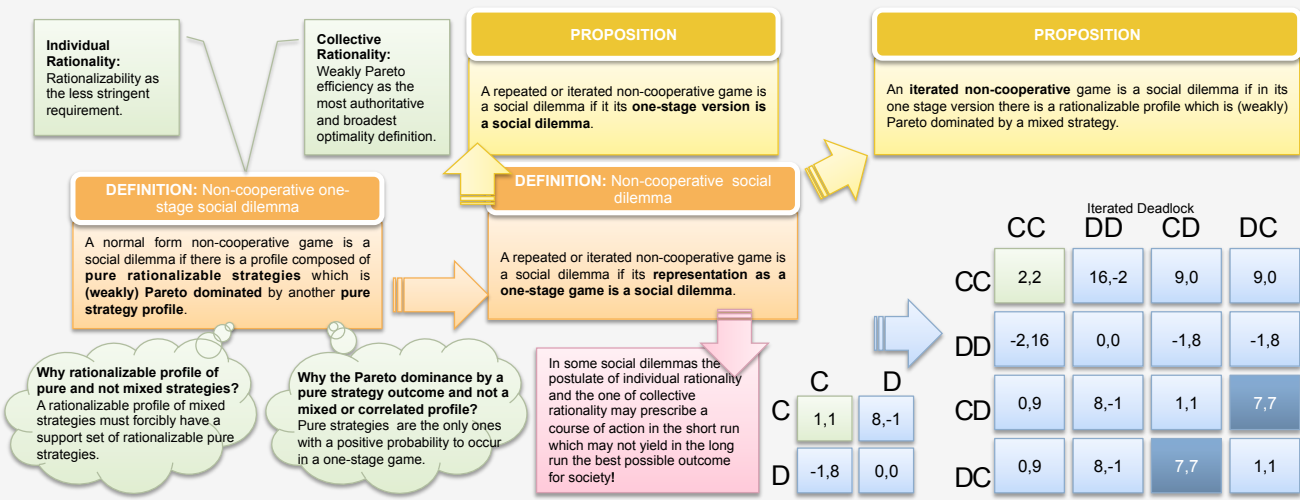 Individual
Rationality:
Rationalizability as
the less stringent
requirement.
Collective
Rationality:
Weakly Pareto
efficiency as the
most authoritative
and broadest
optimality definition.
PROPOSITION
A repeated or iterated non-cooperative game is
a social dilemma if it its one-stage version is
a social dilemma.
PROPOSITION
An iterated non-cooperative game is a social dilemma if in its
one stage version there is a rationalizable profile which is (weakly)
Pareto dominated by a mixed strategy.
DEFINITION: Non-cooperative one-
stage social dilemma
A normal form non-cooperative game is a
social dilemma if there is a profile composed of
pure rationalizable strategies which is
(weakly) Pareto dominated by another pure
strategy profile.
DEFINITION: Non-cooperative social
dilemma
A repeated or iterated non-cooperative game is
a social dilemma if its representation as a
one-stage game is a social dilemma.
Why rationalizable profile of
pure and not mixed strategies?
A rationalizable profile of mixed
strategies must forcibly have a
support set of rationalizable pure
strategies.
Why the Pareto dominance by a
pure strategy outcome and not a
mixed or correlated profile?
Pure strategies are the only ones
with a positive probability to occur
in a one-stage game.
In some social dilemmas the
postulate of individual rationality
and the one of collective
rationality may prescribe a
course of action in the short run
which may not yield in the long
run the best possible outcome
for society!
C D
C 1,1 8,-1
D -1,8 0,0
Iterated Deadlock
CC DD CD DC
CC 2,2 16,-2 9,0 9,0
DD -2,16 0,0 -1,8 -1,8
CD 0,9 8,-1 1,1 7,7
DC 0,9 8,-1 7,7 1,1